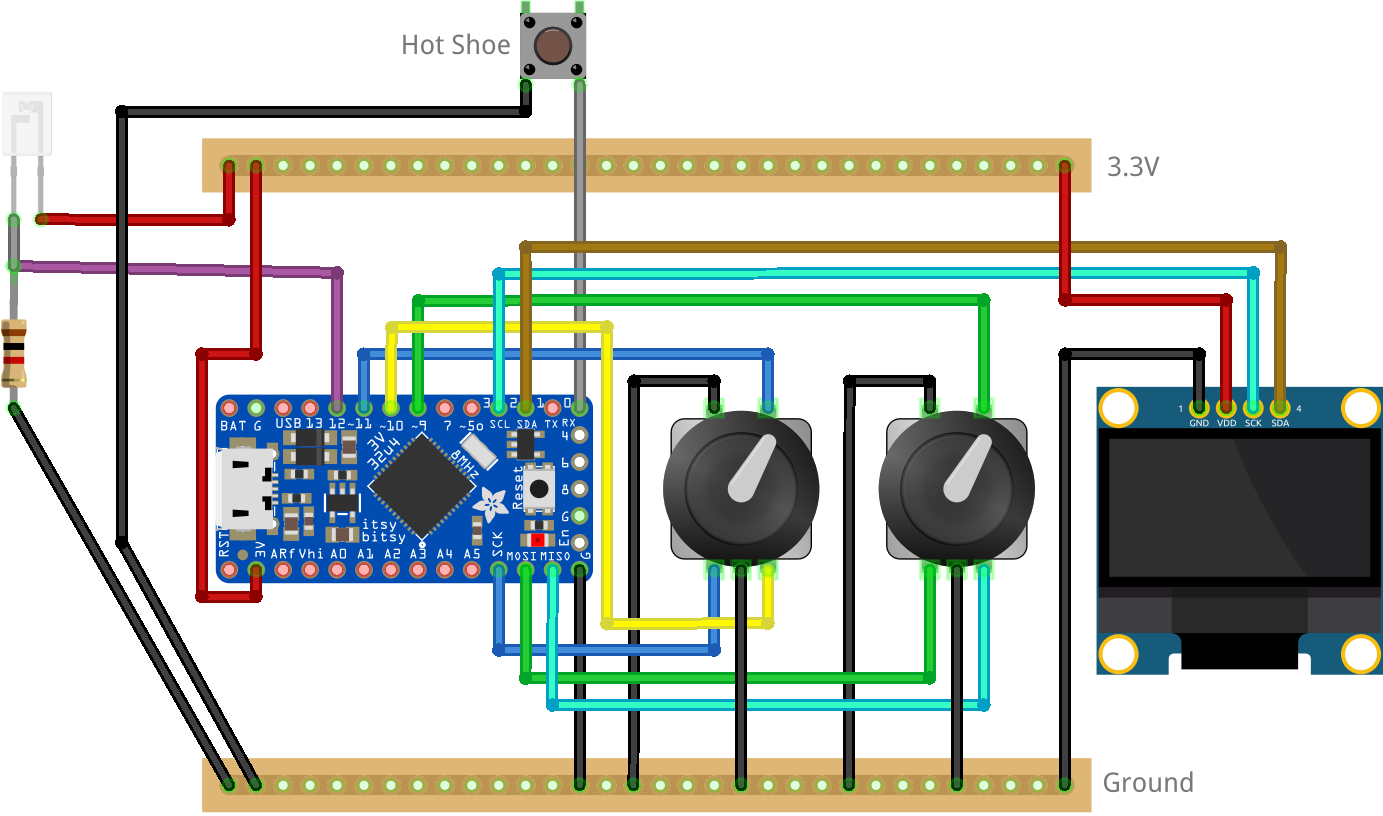 Hot Shoe
3.3V
BAT G USB 13 12 ~11 ~10 ~9 7 ~5o SCL SDA TX RX
3 2 1 0
3V
32u4
8MHz
4
6
8
G
En
G
Reset
itsy
bitsy
RST
3V ARf Vhi A0 A1 A2 A3 A4 A5 SCK MOSI MISO
1 4
GND VDD SCK SDA
Ground